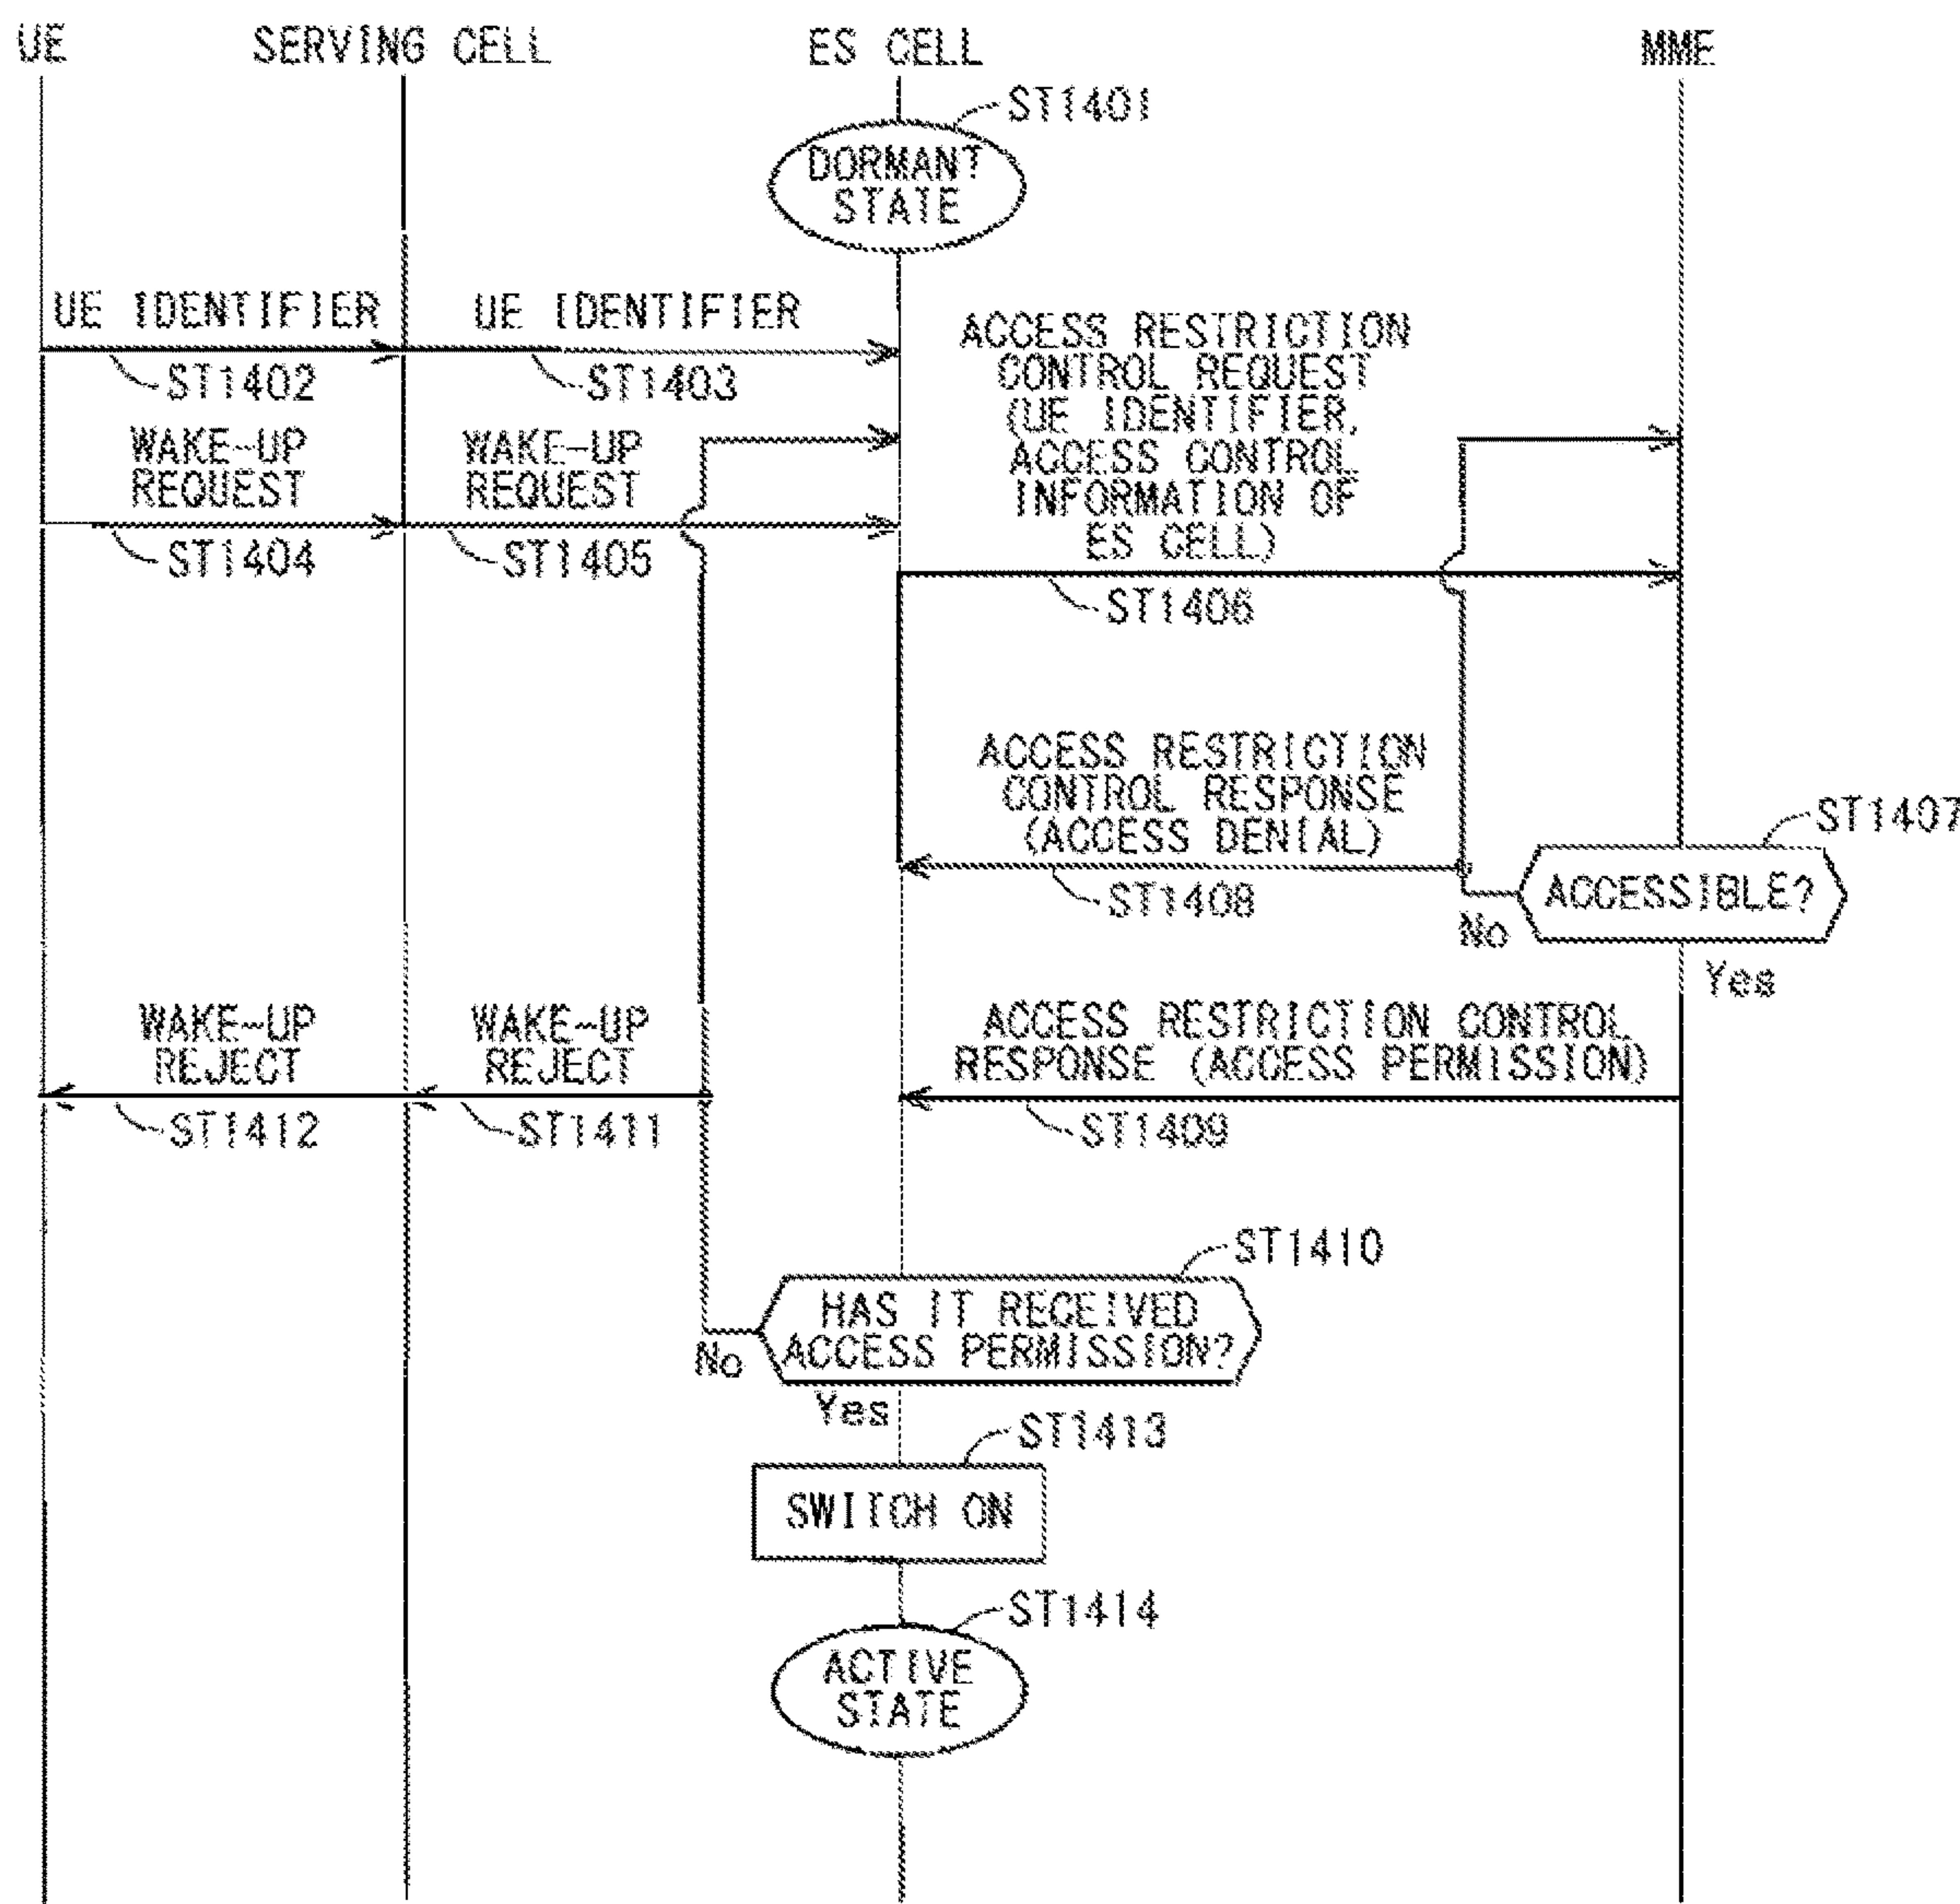 UE
SERVING CELL
ES CELL
MME
ST1401
DORMANT
STATE
UE IDENTIFIER
UE IDENTIFIER
ST1402
ST1403
ACCESS RESTRICTION
CONTROL REQUEST
(UE IDENTIFIER,
ACCESS CONTROL
INFORMATION OF
ES CELL)
WAKE-UP
REQUEST
WAKE-UP
REQUEST
ST1404
ST1405
ST1406
ACCESS RESTRICTION
CONTROL RESPONSE
(ACCESS DENIAL)
ST1408
ST1407
ACCESSIBLE?
No
Yes
WAKE-UP
REJECT
WAKE-UP
REJECT
ACCESS RESTRICTION CONTROL
RESPONSE (ACCESS PERMISSION)
ST1412
ST1411
ST1409
ST1410
HAS IT RECEIVED
ACCESS PERMISSION?
No
Yes
ST1413
SWITCH ON
ST1414
ACTIVE
STATE